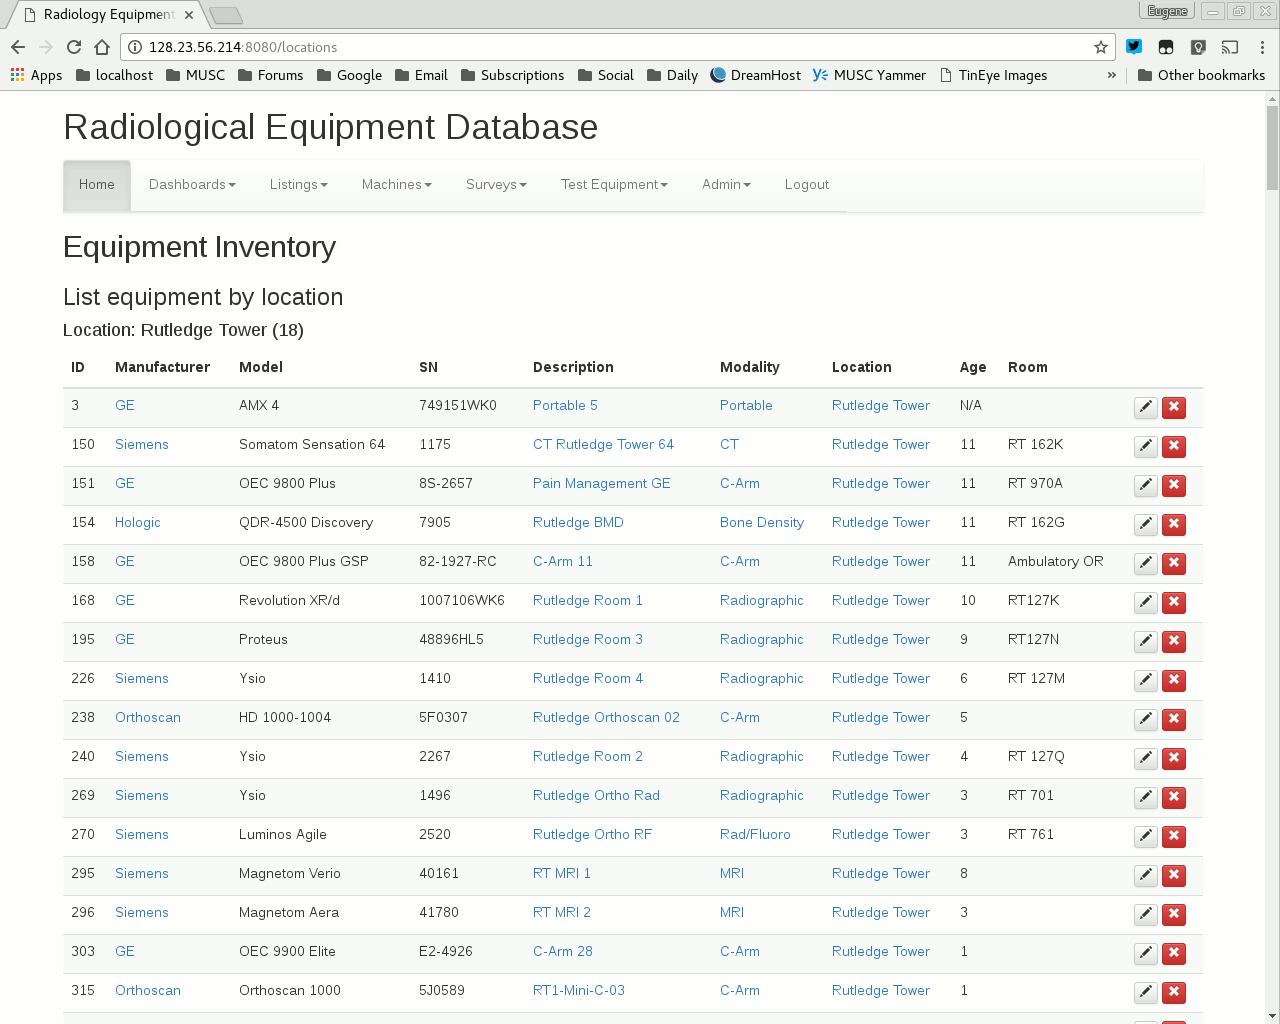 Radiology Equipment
Eugene
128.23.56.214:8080/locations
Apps localhost MUSC Forums Google Email Subscriptions Social Daily DreamHost MUSC Yammer TinEye Images » Other bookmarks
Radiological Equipment Database
Home Dashboards Listings Machines Surveys Test Equipment Admin Logout
Equipment Inventory
List equipment by location
Location: Rutledge Tower (18)
ID Manufacturer Model SN Description Modality Location Age Room
3 GE AMX 4 749151WK0 Portable 5 Portable Rutledge Tower N/A
150 Siemens Somatom Sensation 64 1175 CT Rutledge Tower 64 CT Rutledge Tower 11 RT 162K
151 GE OEC 9800 Plus 8S-2657 Pain Management GE C-Arm Rutledge Tower 11 RT 970A
154 Hologic QDR-4500 Discovery 7905 Rutledge BMD Bone Density Rutledge Tower 11 RT 162G
158 GE OEC 9800 Plus GSP 82-1927-RC C-Arm 11 C-Arm Rutledge Tower 11 Ambulatory OR
168 GE Revolution XR/d 1007106WK6 Rutledge Room 1 Radiographic Rutledge Tower 10 RT127K
195 GE Proteus 48896HL5 Rutledge Room 3 Radiographic Rutledge Tower 9 RT127N
226 Siemens Ysio 1410 Rutledge Room 4 Radiographic Rutledge Tower 6 RT 127M
238 Orthoscan HD 1000-1004 5F0307 Rutledge Orthoscan 02 C-Arm Rutledge Tower 5
240 Siemens Ysio 2267 Rutledge Room 2 Radiographic Rutledge Tower 4 RT 127Q
269 Siemens Ysio 1496 Rutledge Ortho Rad Radiographic Rutledge Tower 3 RT 701
270 Siemens Luminos Agile 2520 Rutledge Ortho RF Rad/Fluoro Rutledge Tower 3 RT 761
295 Siemens Magnetom Verio 40161 RT MRI 1 MRI Rutledge Tower 8
296 Siemens Magnetom Aera 41780 RT MRI 2 MRI Rutledge Tower 3
303 GE OEC 9900 Elite E2-4926 C-Arm 28 C-Arm Rutledge Tower 1
315 Orthoscan Orthoscan 1000 5J0589 RT1-Mini-C-03 C-Arm Rutledge Tower 1